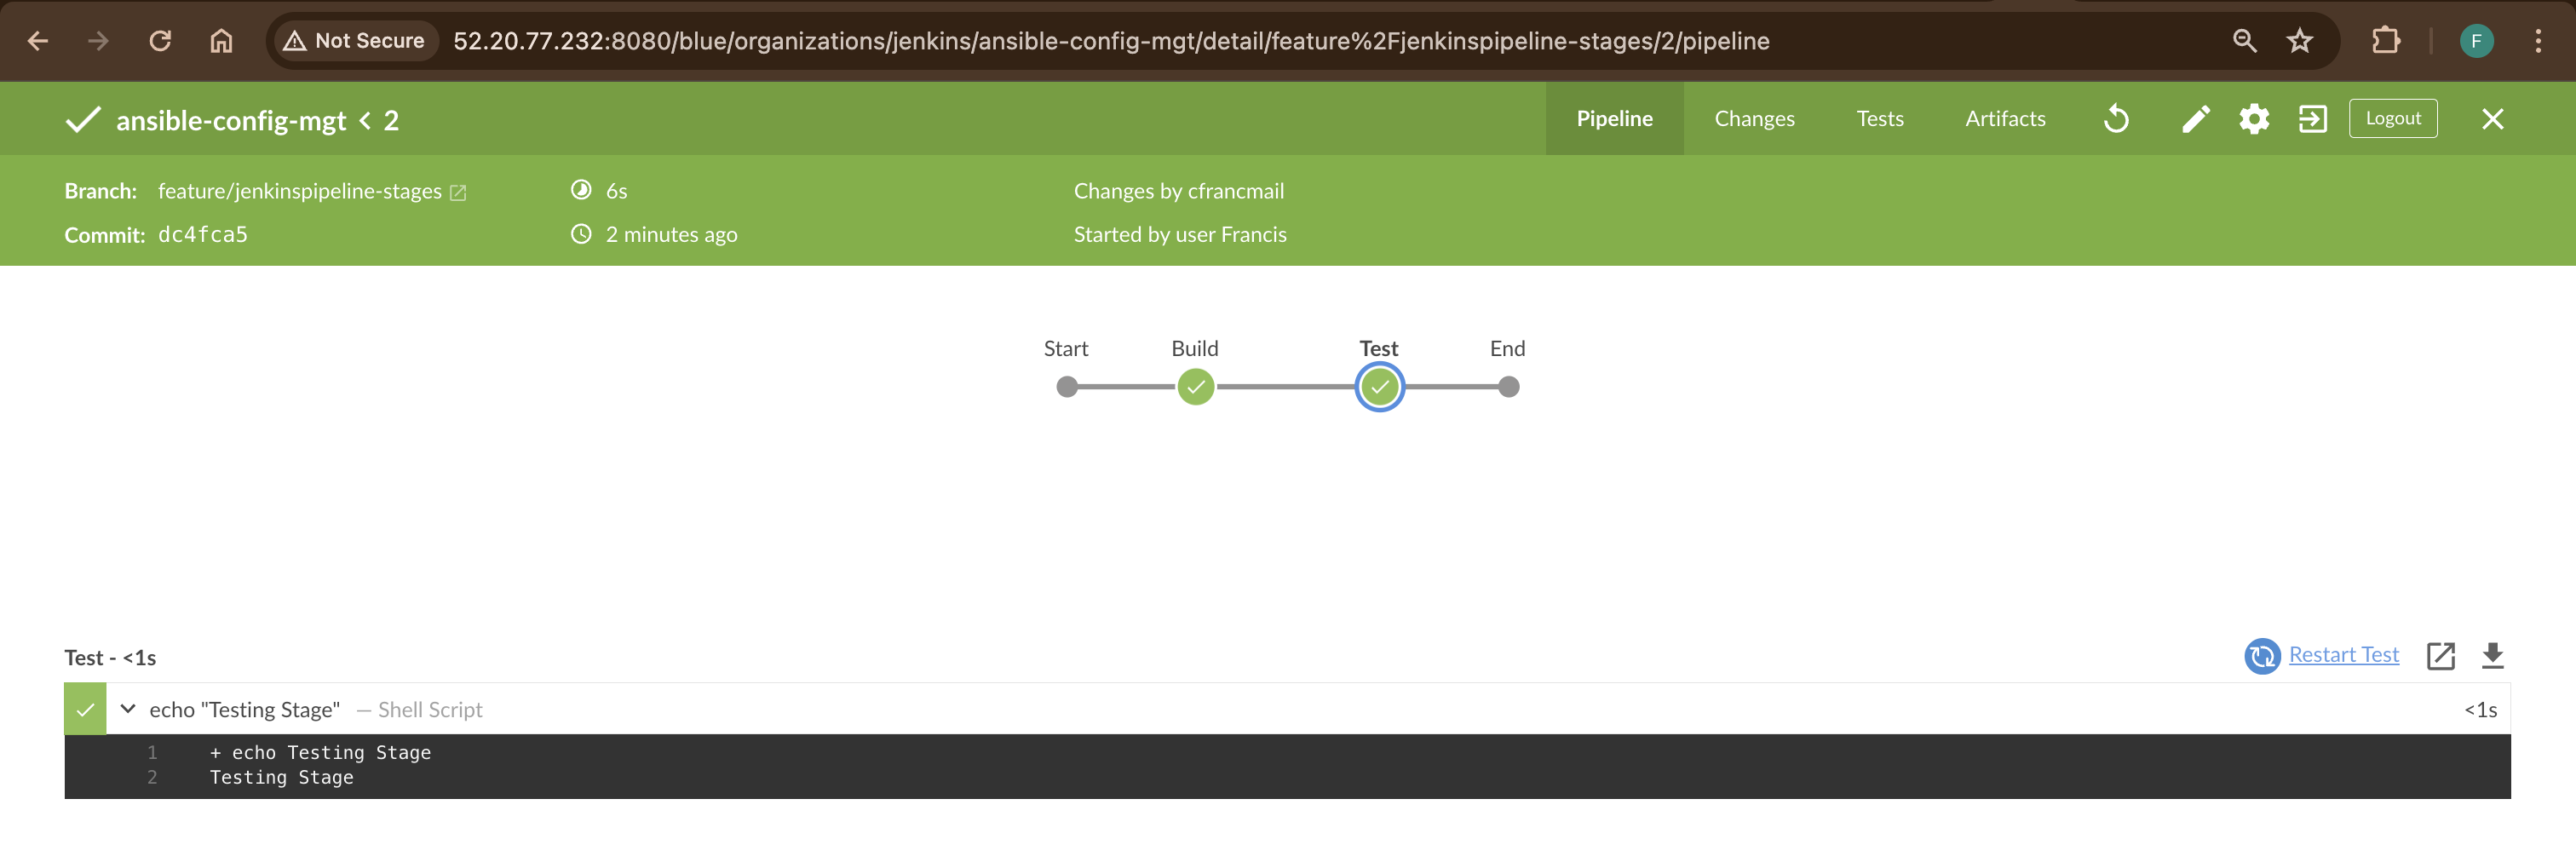 Not Secure 52.20.77.232:8080/blue/organizations/jenkins/ansible-config-mgt/detail/feature%2Fjenkinspipeline-stages/2/pipeline F
ansible-config-mgt < 2 Pipeline Changes Tests Artifacts Logout
Branch: feature/jenkinspipeline-stages 6s Changes by cfrancmail
Commit: dc4fca5 2 minutes ago Started by user Francis
Start Build Test End
Test - <1s Restart Test
echo "Testing Stage" — Shell Script <1s
1 + echo Testing Stage
2 Testing Stage